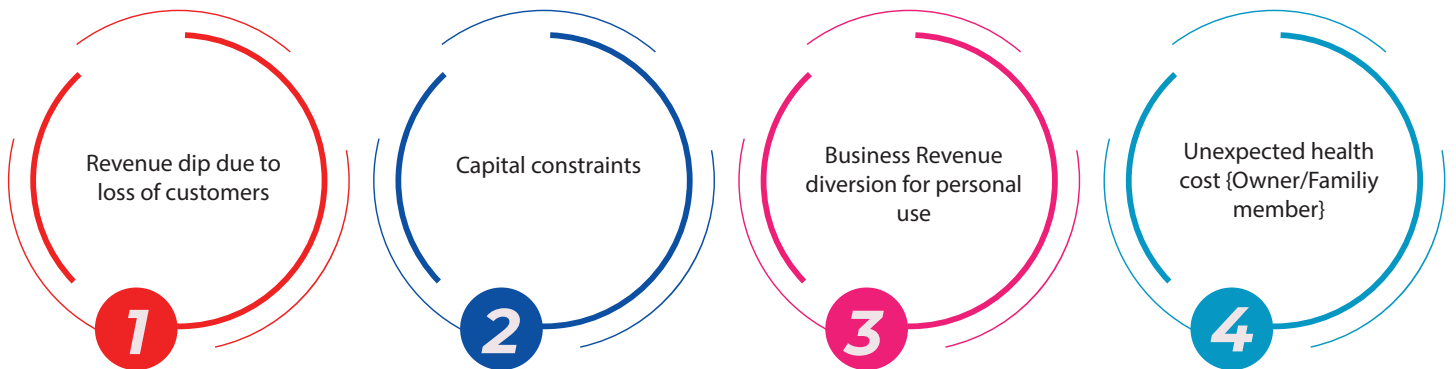 Revenue dip due to
loss of customers
1
Capital constraints
2
Business Revenue
diversion for personal
use
3
Unexpected health
cost {Owner/Familiy
member}
4